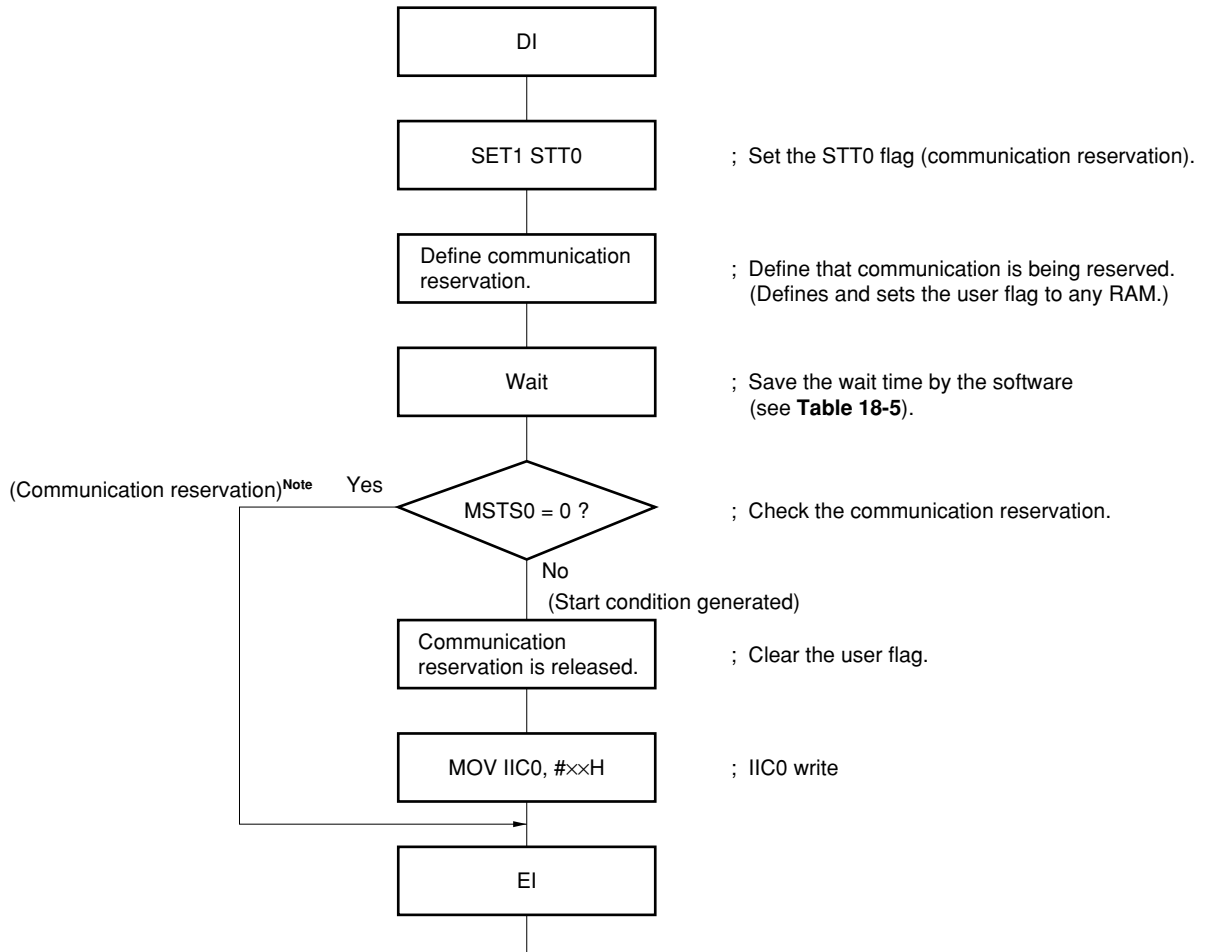 DI
SET1 STT0
; Set the STT0 flag (communication reservation).
Define communication
reservation.
; Define that communication is being reserved.
(Defines and sets the user flag to any RAM.)
Wait
; Save the wait time by the software
(see Table 18-5).
(Communication reservation)Note
Yes
MSTS0 = 0 ?
; Check the communication reservation.
No
(Start condition generated)
Communication
reservation is released.
; Clear the user flag.
MOV IIC0, #××H
; IIC0 write
EI